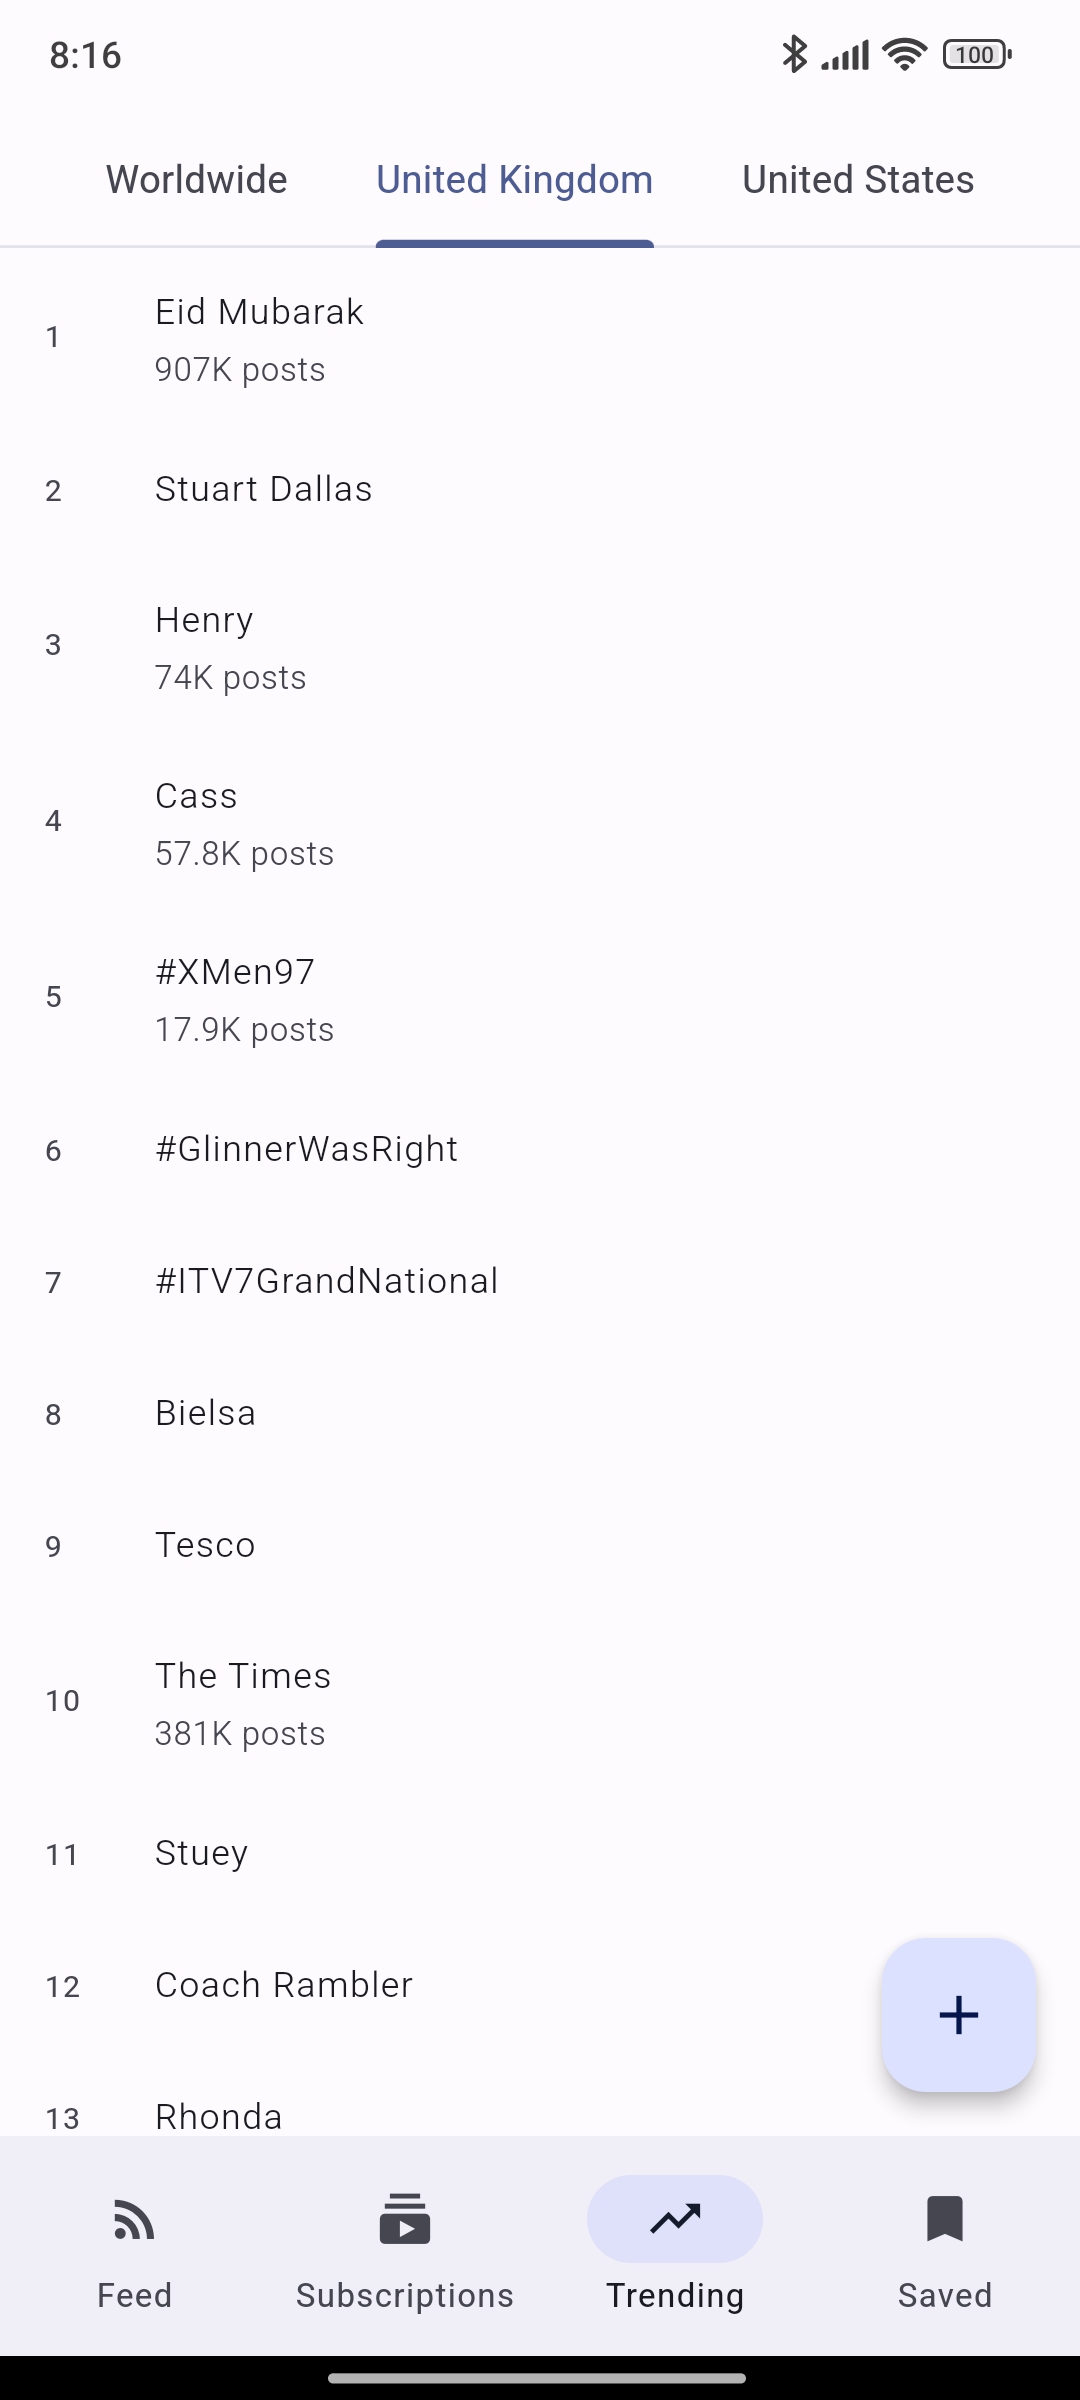 8:16
100
Worldwide United Kingdom United States
1
Eid Mubarak
907K posts
2
Stuart Dallas
3
Henry
74K posts
4
Cass
57.8K posts
5
#XMen97
17.9K posts
6
#GlinnerWasRight
7
#ITV7GrandNational
8
Bielsa
9
Tesco
10
The Times
381K posts
11
Stuey
12
Coach Rambler
13
Rhonda
Feed Subscriptions Trending Saved